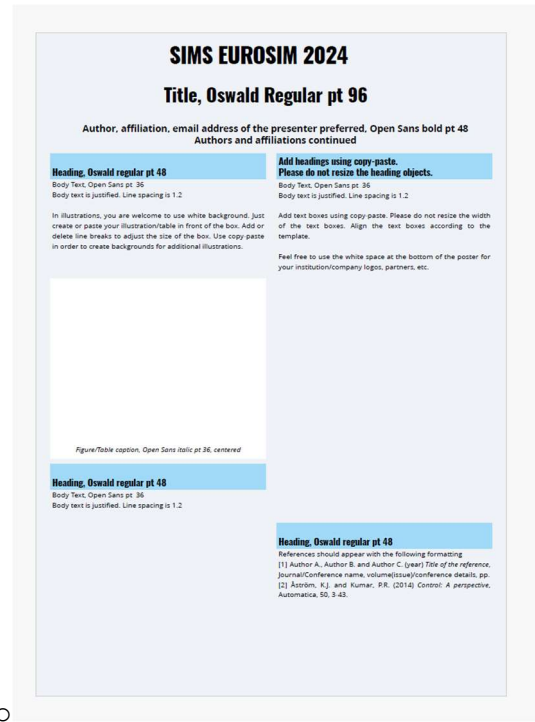 SIMS EUROSIM 2024
Title, Oswald Regular pt 96
Author, affiliation, email address of the presenter preferred, Open Sans bold pt 48
Authors and affiliations continued
Heading, Oswald regular pt 48
Body Text, Open Sans pt 36
Body text is justified. Line spacing is 1.2
In illustrations, you are welcome to use white background. Just
create or paste your illustration/table in front of the box. Add or
delete line breaks to adjust the size of the box. Use copy-paste
in order to create backgrounds for additional illustrations.
Figure/Table caption, Open Sans italic pt 36, centered
Heading, Oswald regular pt 48
Body Text, Open Sans pt 36
Body text is justified. Line spacing is 1.2
Add headings using copy-paste.
Please do not resize the heading objects.
Body Text, Open Sans pt 36
Body text is justified. Line spacing is 1.2
Add text boxes using copy-paste. Please do not resize the width
of the text boxes. Align the text boxes according to the
template.
Feel free to use the white space at the bottom of the poster for
your institution/company logos, partners, etc.
Heading, Oswald regular pt 48
References should appear with the following formatting
[1] Author A., Author B. and Author C. (year) Title of the reference,
Journal/Conference name, volume(issue)/conference details, pp.
[2] Åström, K.J. and Kumar, P.R. (2014) Control: A perspective,
Automatica, 50, 3-43.